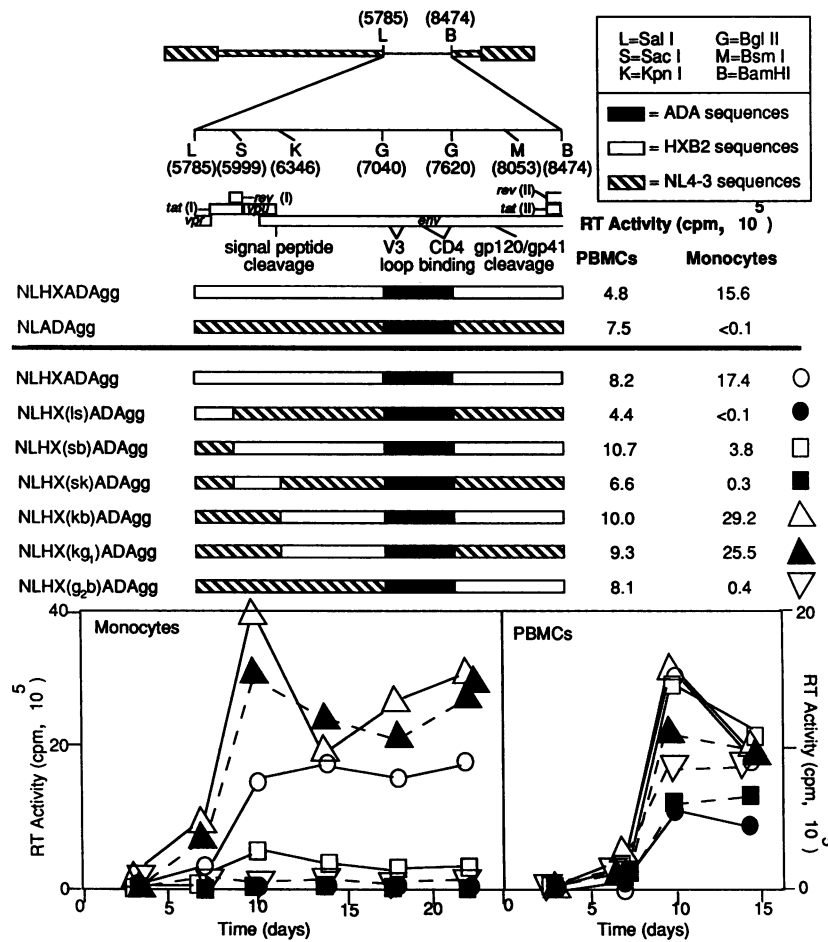 (5785) (8474)
L B
L=Sal I G=Bgl II
S=Sac I M=Bsm I
K=Kpn I B=BamHI
= ADA sequences
= HXB2 sequences
= NL4-3 sequences
L S K G G M B
(5785) (5999) (6346) (7040) (7620) (8053) (8474)
rev (I) rev (II)
tat (I) vpu tat (II)
vpr env
signal peptide cleavage
V3 loop
CD4 binding
gp120/gp41 cleavage
RT Activity (cpm, 10 5)
PBMCs Monocytes
NLHXADAgg 4.8 15.6
NLADAgg 7.5 <0.1
NLHXADAgg 8.2 17.4
NLHX(ls)ADAgg 4.4 <0.1
NLHX(sb)ADAgg 10.7 3.8
NLHX(sk)ADAgg 6.6 0.3
NLHX(kb)ADAgg 10.0 29.2
NLHX(kg1)ADAgg 9.3 25.5
NLHX(g2b)ADAgg 8.1 0.4
Monocytes
40
20
0
RT Activity (cpm, 10 5)
0 5 10 15 20
Time (days)
PBMCs
20
10
0
RT Activity (cpm, 10 5)
0 5 10 15
Time (days)